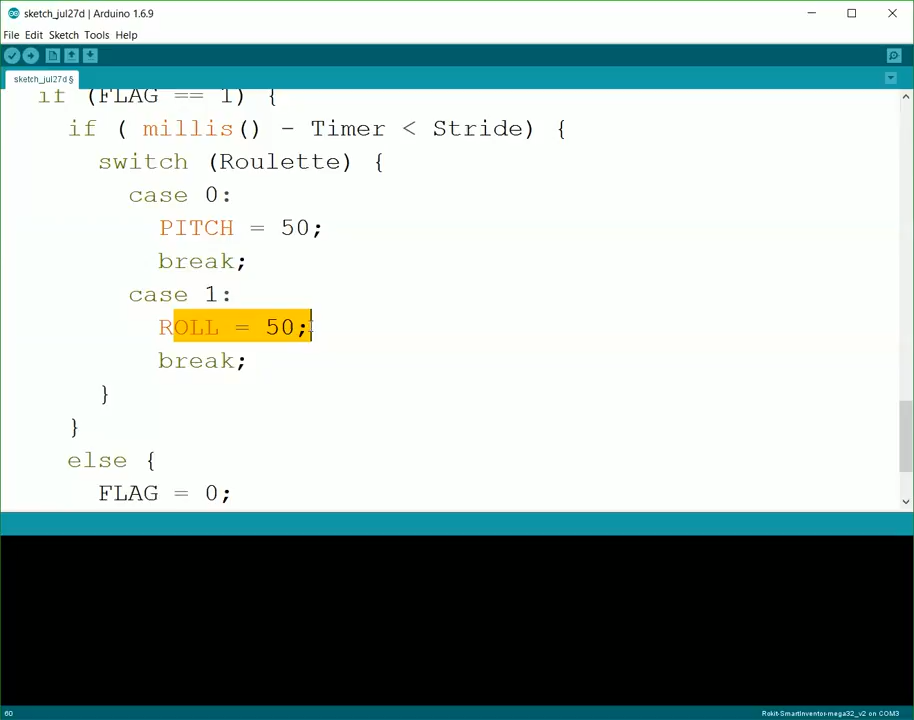 sketch_jul27d | Arduino 1.6.9
File Edit Sketch Tools Help
sketch_jul27d §
if (FLAG == 1) {
if ( millis() - Timer < Stride) {
switch (Roulette) {
case 0:
PITCH = 50;
break;
case 1:
ROLL = 50;
break;
}
}
else {
FLAG = 0;
60
Rokit-SmartInventor-mega32_v2 on COM3